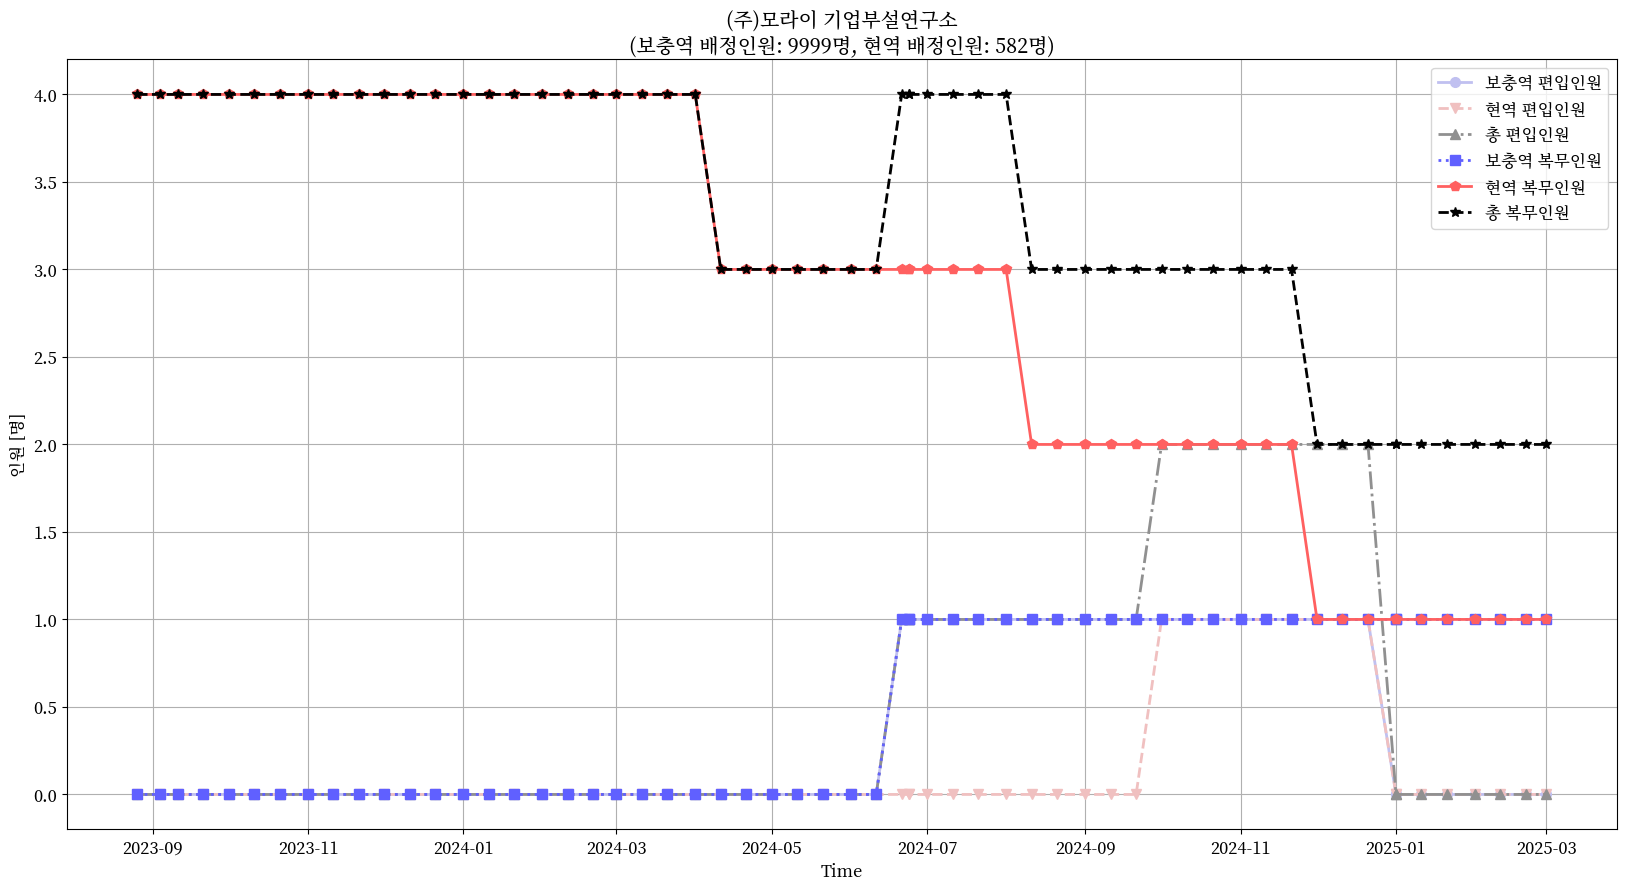 (주)모라이 기업부설연구소
(보충역 배정인원: 9999명, 현역 배정인원: 582명)
보충역 편입인원
현역 편입인원
총 편입인원
보충역 복무인원
현역 복무인원
총 복무인원
인원 [명]
4.0
3.5
3.0
2.5
2.0
1.5
1.0
0.5
0.0
2023-09
2023-11
2024-01
2024-03
2024-05
2024-07
2024-09
2024-11
2025-01
2025-03
Time